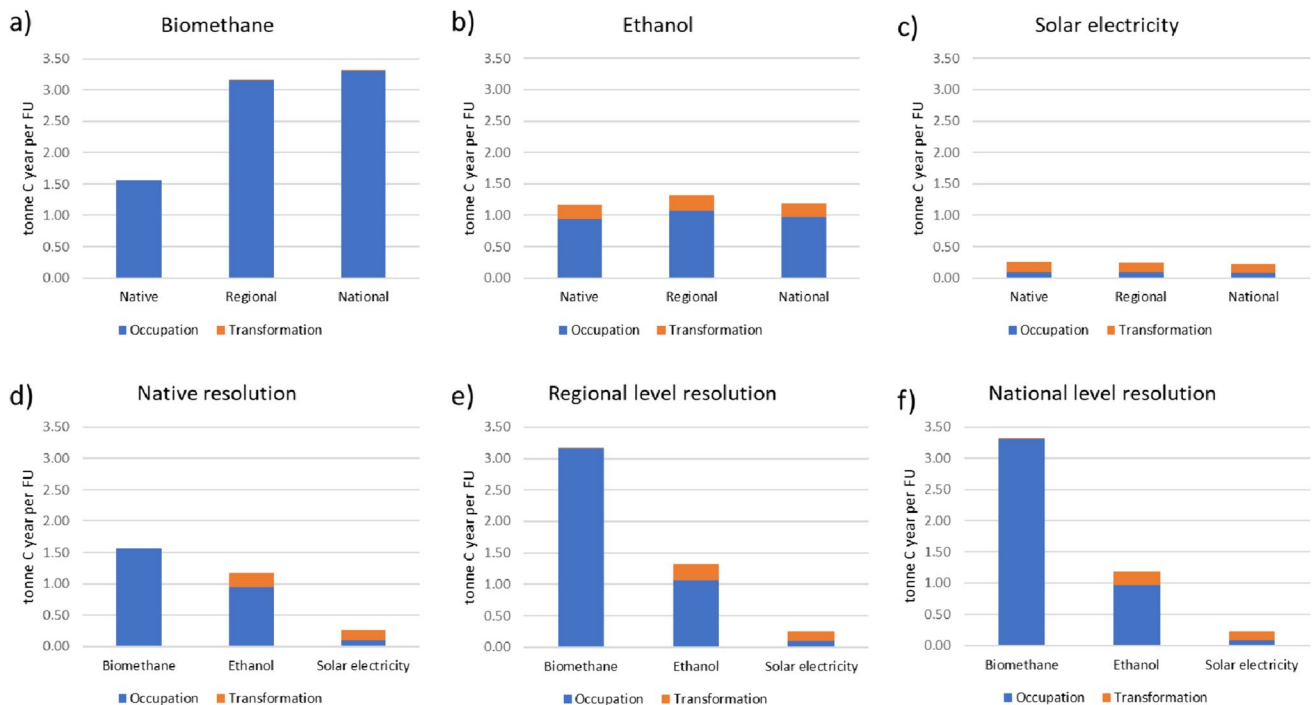 a) Biomethane
tonne C year per FU
3.50
3.00
2.50
2.00
1.50
1.00
0.50
0.00
Native Regional National
Occupation Transformation
b) Ethanol
tonne C year per FU
3.50
3.00
2.50
2.00
1.50
1.00
0.50
0.00
Native Regional National
Occupation Transformation
c) Solar electricity
tonne C year per FU
3.50
3.00
2.50
2.00
1.50
1.00
0.50
0.00
Native Regional National
Occupation Transformation
d) Native resolution
tonne C year per FU
3.50
3.00
2.50
2.00
1.50
1.00
0.50
0.00
Biomethane Ethanol Solar electricity
Occupation Transformation
e) Regional level resolution
tonne C year per FU
3.50
3.00
2.50
2.00
1.50
1.00
0.50
0.00
Biomethane Ethanol Solar electricity
Occupation Transformation
f) National level resolution
tonne C year per FU
3.50
3.00
2.50
2.00
1.50
1.00
0.50
0.00
Biomethane Ethanol Solar electricity
Occupation Transformation